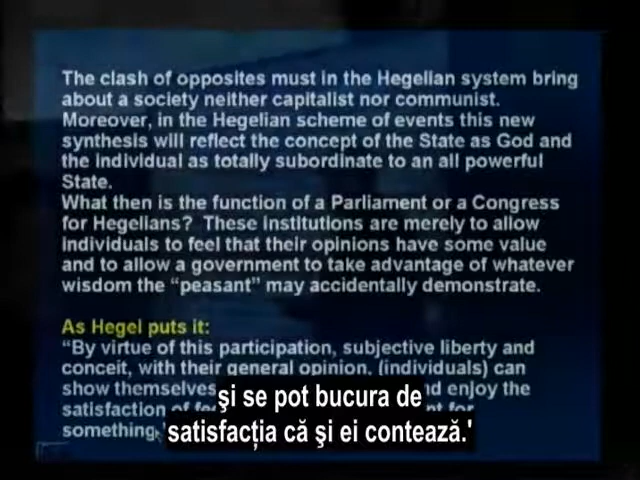 The clash of opposites must in the Hegelian system bring
about a society neither capitalist nor communist.
Moreover, in the Hegelian scheme of events this new
synthesis will reflect the concept of the State as God and
the individual as totally subordinate to an all powerful
State.
What then is the function of a Parliament or a Congress
for Hegelians? These institutions are merely to allow
individuals to feel that their opinions have some value
and to allow a government to take advantage of whatever
wisdom the “peasant” may accidentally demonstrate.
As Hegel puts it:
“By virtue of this participation, subjective liberty and
conceit, with their general opinion, (individuals) can
show themselves enjoy the
satisfaction of for
something.
şi se pot bucura de
satisfacţia că şi ei contează.'